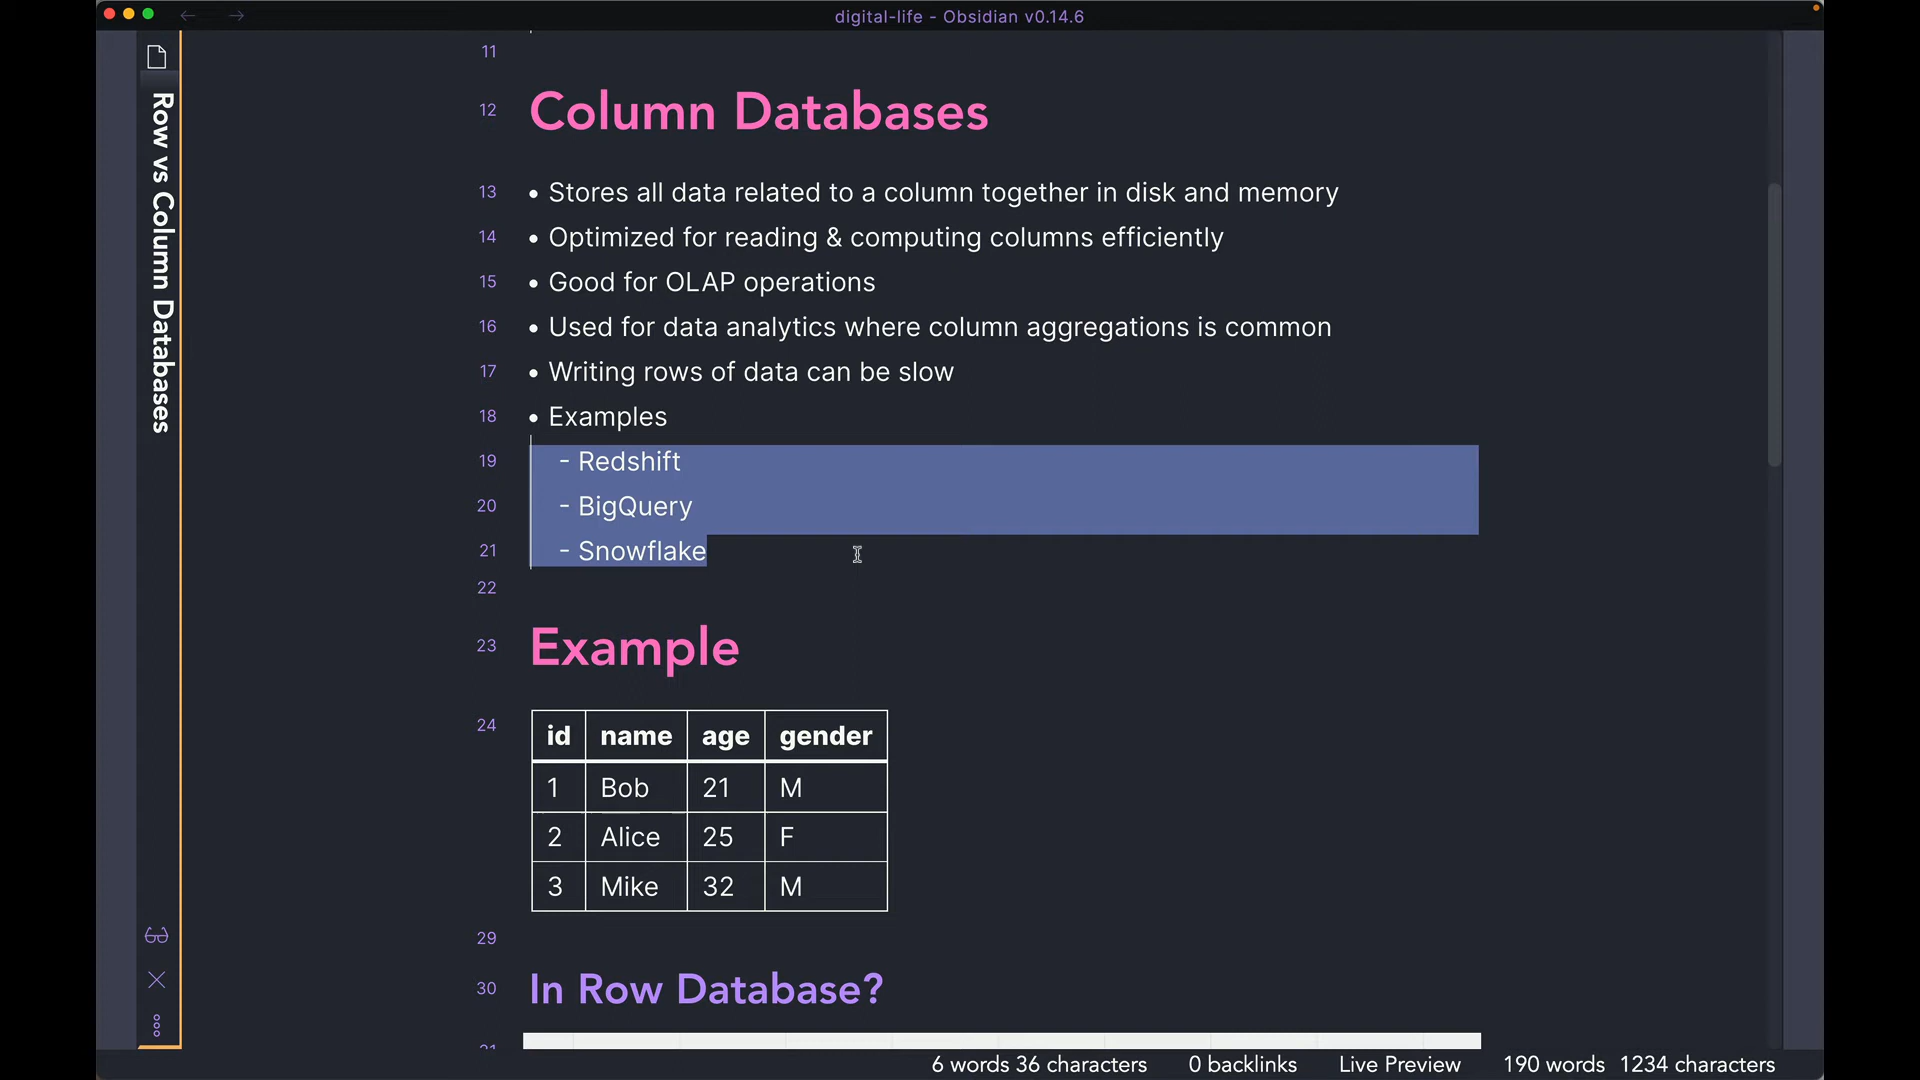 digital-life - Obsidian v0.14.6
Row vs Column Databases
11
12 Column Databases
13 • Stores all data related to a column together in disk and memory
14 • Optimized for reading & computing columns efficiently
15 • Good for OLAP operations
16 • Used for data analytics where column aggregations is common
17 • Writing rows of data can be slow
18 • Examples
19 - Redshift
20 - BigQuery
21 - Snowflake
22
23 Example
24 id name age gender
1 Bob 21 M
2 Alice 25 F
3 Mike 32 M
29
30 In Row Database?
6 words 36 characters 0 backlinks Live Preview 190 words 1234 characters